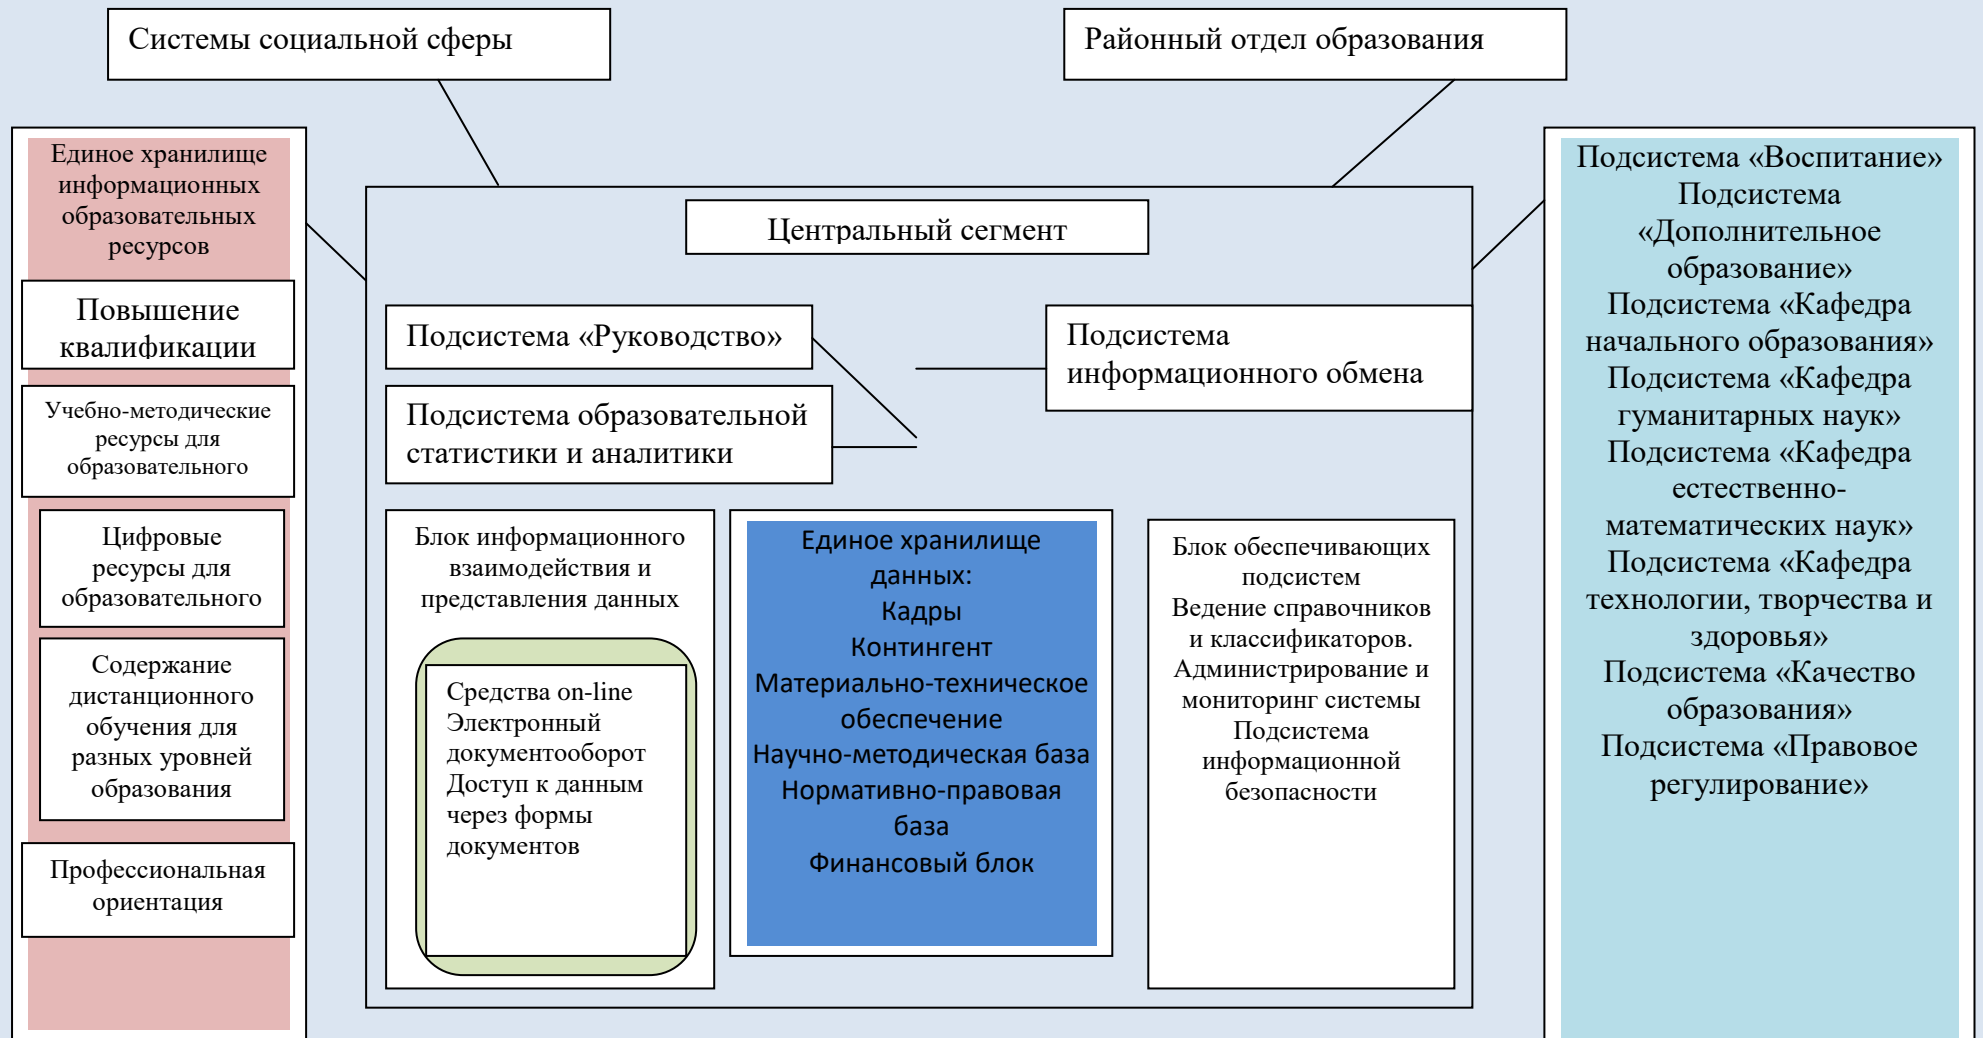 Системы социальной сферы
Районный отдел образования
Единое хранилище
информационных
образовательных
ресурсов
Повышение
квалификации
Учебно-методические
ресурсы для
образовательного
Цифровые
ресурсы для
образовательного
Содержание
дистанционного
обучения для
разных уровней
образования
Профессиональная
ориентация
Центральный сегмент
Подсистема «Руководство»
Подсистема
информационного обмена
Подсистема образовательной
статистики и аналитики
Блок информационного
взаимодействия и
представления данных
Средства on-line
Электронный
документооборот
Доступ к данным
через формы
документов
Единое хранилище
данных:
Кадры
Контингент
Материально-техническое
обеспечение
Научно-методическая база
Нормативно-правовая
база
Финансовый блок
Блок обеспечивающих
подсистем
Ведение справочников
и классификаторов.
Администрирование и
мониторинг системы
Подсистема
информационной
безопасности
Подсистема «Воспитание»
Подсистема
«Дополнительное
образование»
Подсистема «Кафедра
начального образования»
Подсистема «Кафедра
гуманитарных наук»
Подсистема «Кафедра
естественно-
математических наук»
Подсистема «Кафедра
технологии, творчества и
здоровья»
Подсистема «Качество
образования»
Подсистема «Правовое
регулирование»